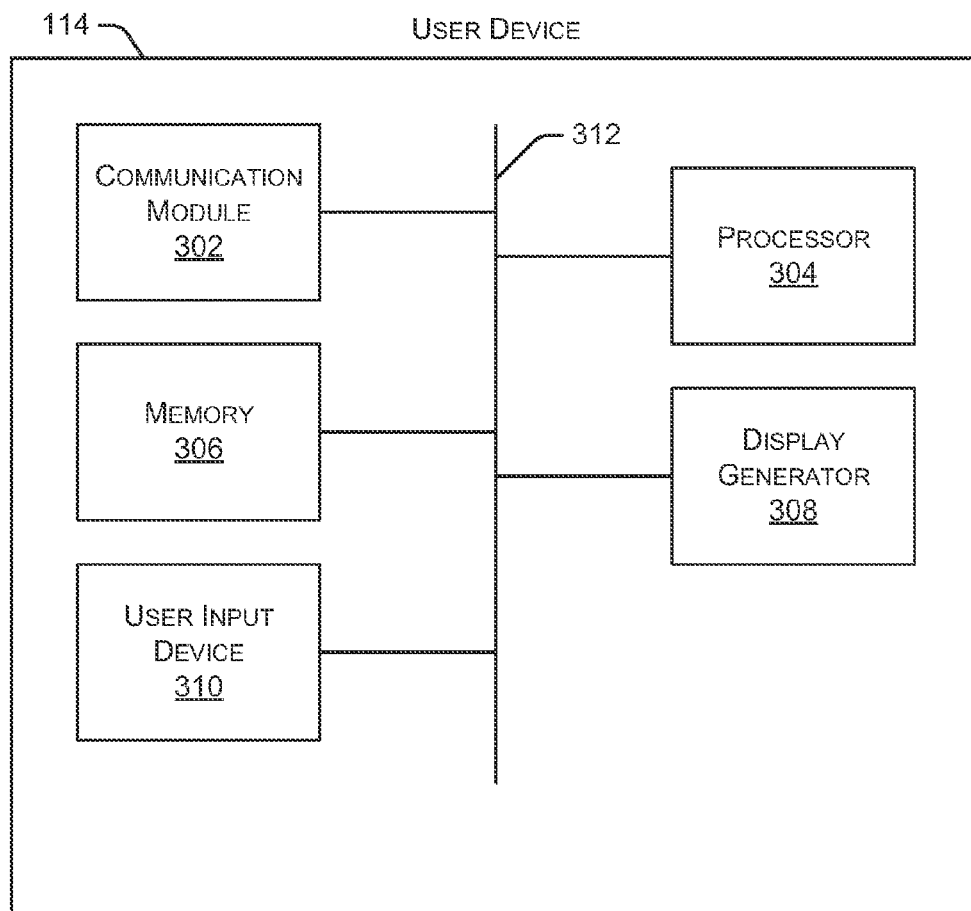 114
USER DEVICE
312
COMMUNICATION
MODULE
302
PROCESSOR
304
MEMORY
306
DISPLAY
GENERATOR
308
USER INPUT
DEVICE
310